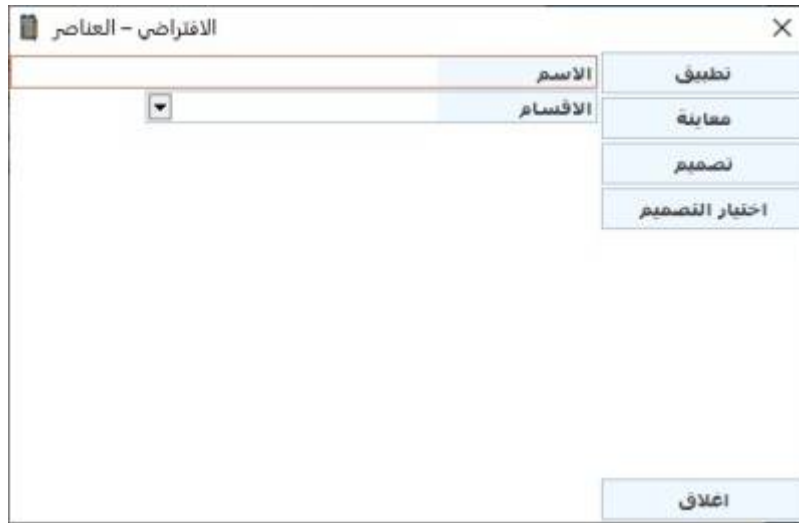 الافتراضي – العناصر
الاسم
الاقسام
تطبيق
معاينة
تصميم
اختيار التصميم
اغلاق